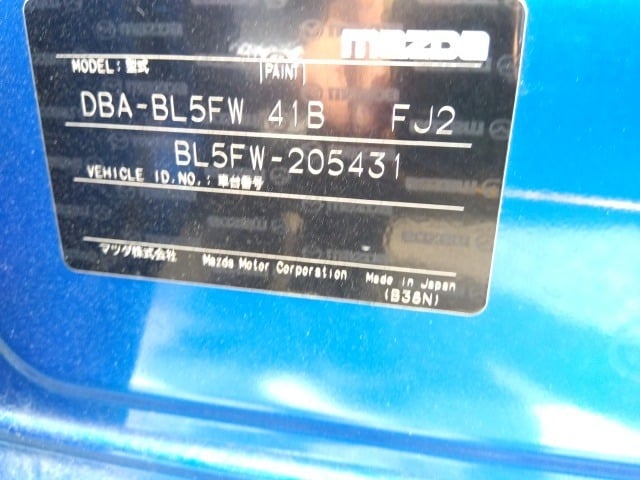 mazda
MODEL: 型式 PAINT
DBA-BL5FW 41B FJ2
BL5FW-205431
VEHICLE ID.NO.: 車台番号
マツダ株式会社 Mazda Motor Corporation Made in Japan
(B38N)